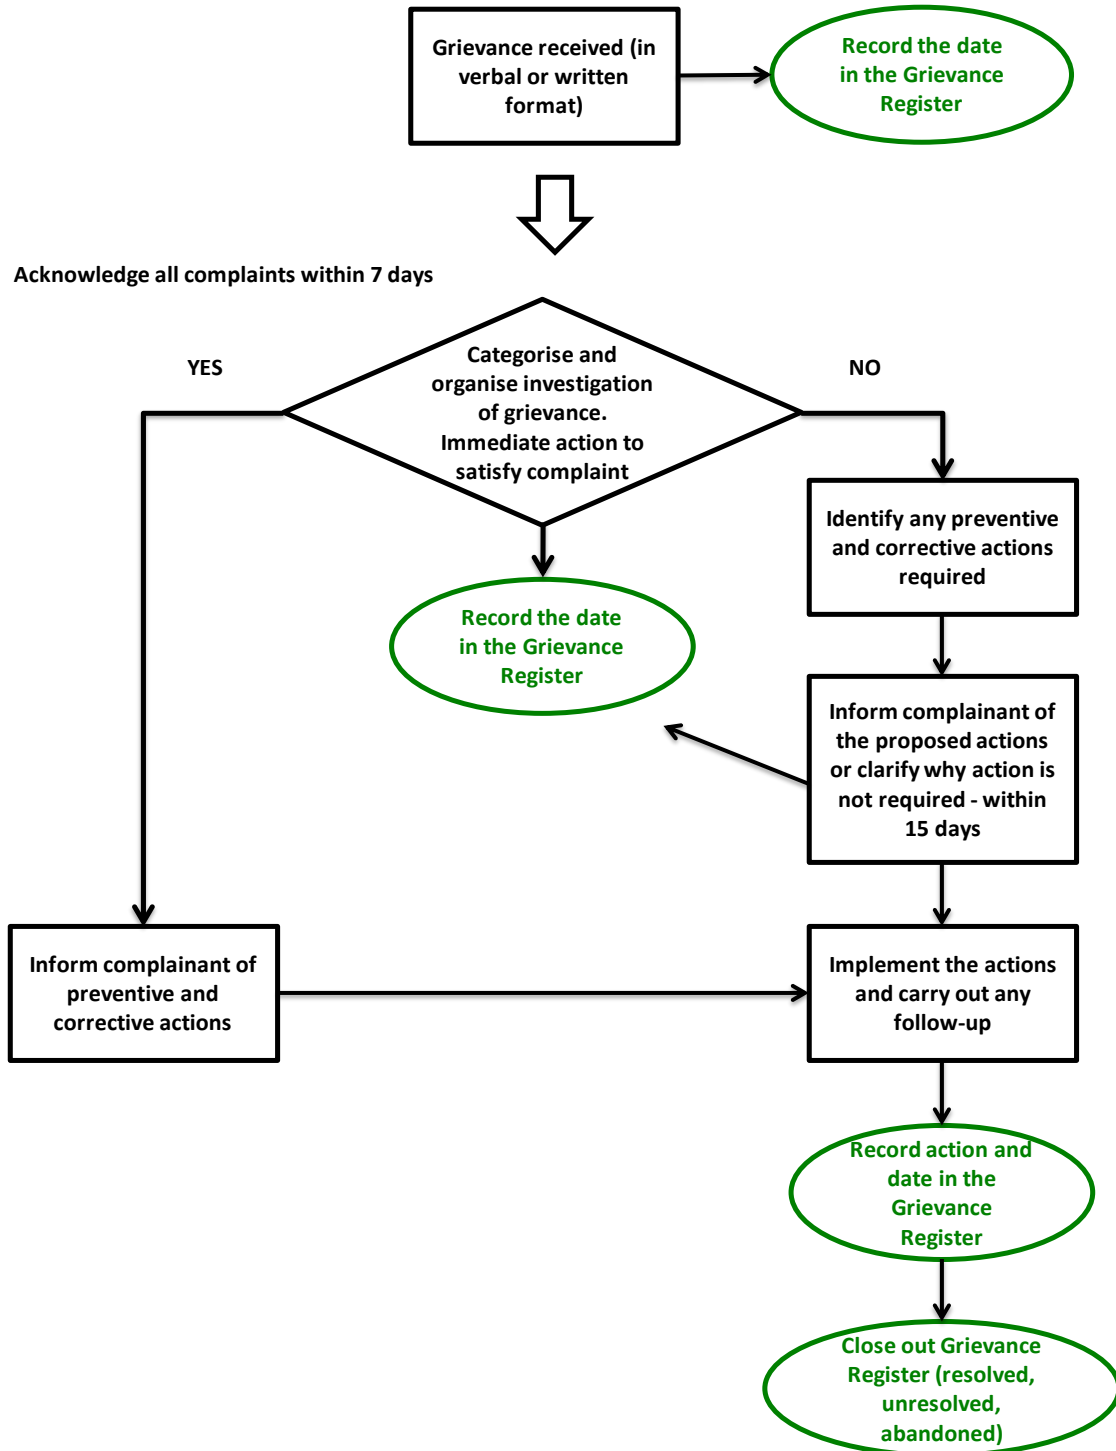 Grievance received (in
verbal or written
format)
Record the date
in the Grievance
Register
Acknowledge all complaints within 7 days
YES
Categorise and
organise investigation
of grievance.
Immediate action to
satisfy complaint
NO
Identify any preventive
and corrective actions
required
Record the date
in the Grievance
Register
Inform complainant of
the proposed actions
or clarify why action is
not required - within
15 days
Inform complainant of
preventive and
corrective actions
Implement the actions
and carry out any
follow-up
Record action and
date in the
Grievance
Register
Close out Grievance
Register (resolved,
unresolved,
abandoned)